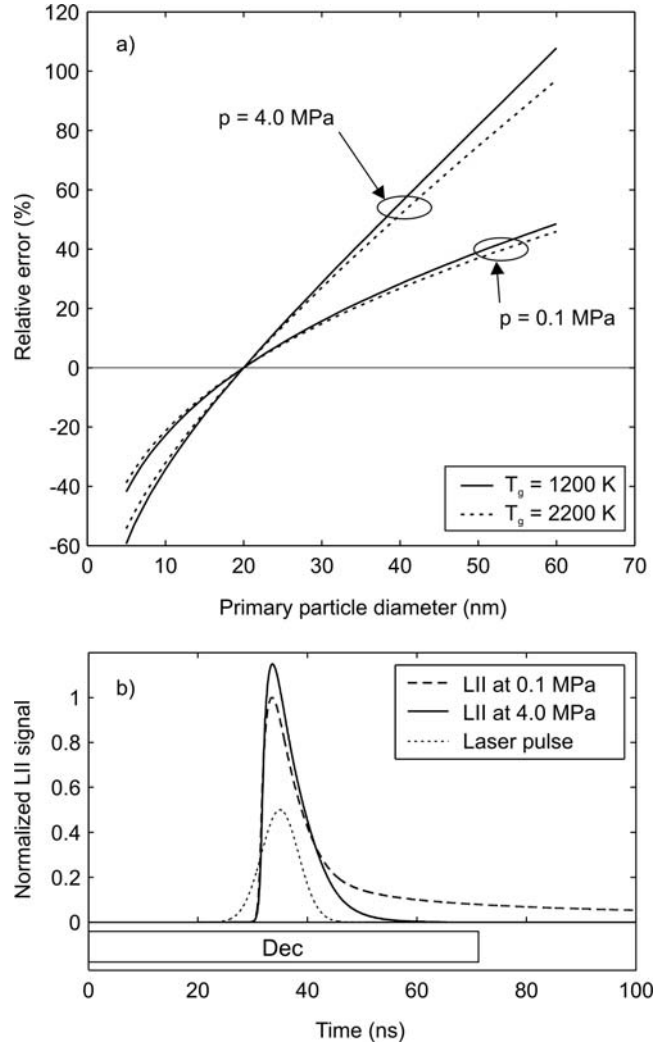 a)
120
100
80
60
40
20
0
-20
-40
-60
Relative error (%)
p = 4.0 MPa
p = 0.1 MPa
T_g = 1200 K
T_g = 2200 K
0 10 20 30 40 50 60 70
Primary particle diameter (nm)
b)
1
0.8
0.6
0.4
0.2
0
Normalized LII signal
LII at 0.1 MPa
LII at 4.0 MPa
Laser pulse
Dec
0 20 40 60 80 100
Time (ns)